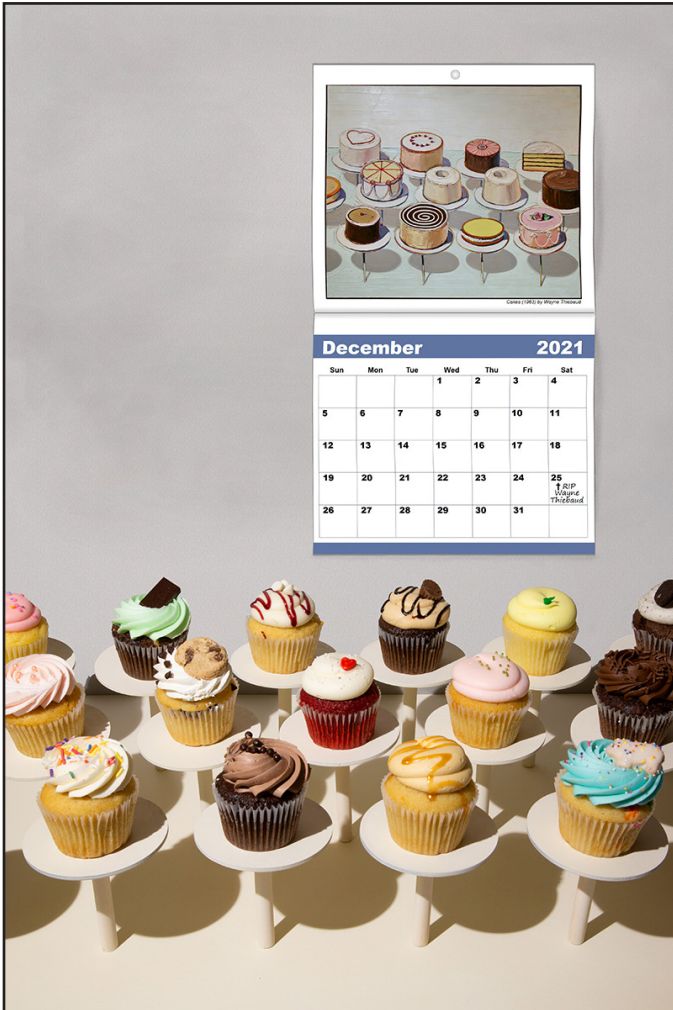 Cakes (1963) by Wayne Thiebaud
December 2021
Sun Mon Tue Wed Thu Fri Sat
1 2 3 4
5 6 7 8 9 10 11
12 13 14 15 16 17 18
19 20 21 22 23 24 25
✝ RIP
Wayne
Thiebaud
26 27 28 29 30 31